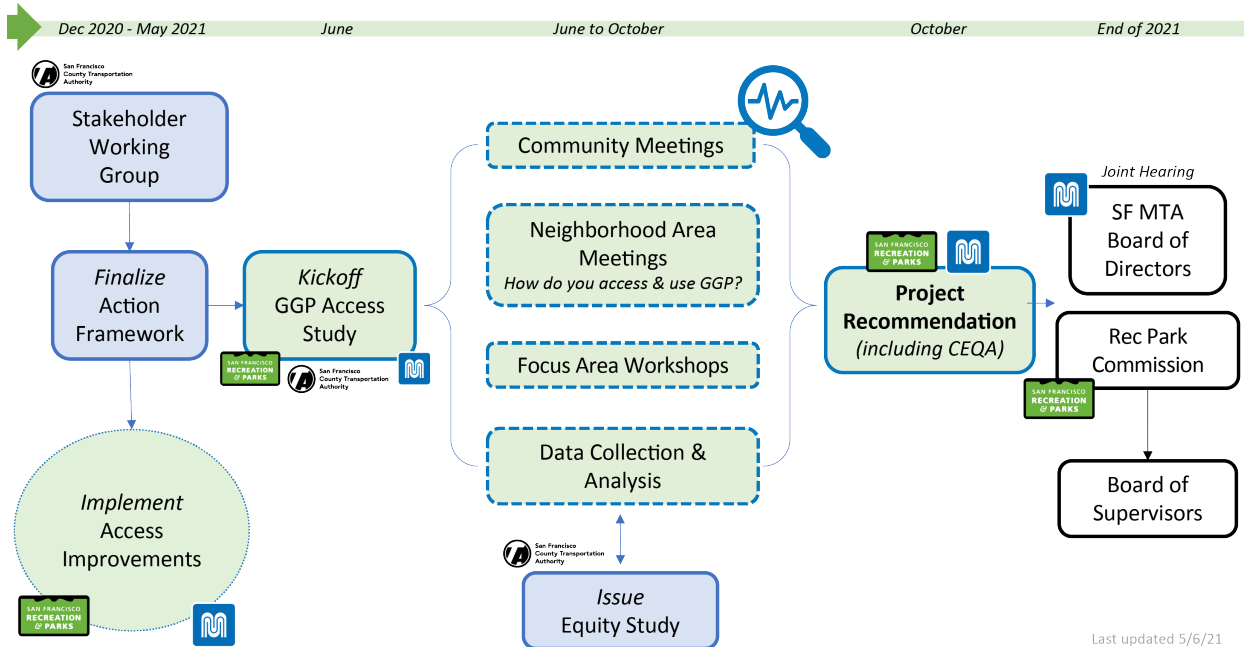 Dec 2020 - May 2021
June
June to October
October
End of 2021
San Francisco
County Transportation
Authority
Stakeholder
Working
Group
Finalize
Action
Framework
Implement
Access
Improvements
SAN FRANCISCO
RECREATION
& PARKS
Kickoff
GGP Access
Study
SAN FRANCISCO
RECREATION
& PARKS
San Francisco
County Transportation
Authority
Community Meetings
Neighborhood Area
Meetings
How do you access & use GGP?
Focus Area Workshops
Data Collection &
Analysis
San Francisco
County Transportation
Authority
Issue
Equity Study
SAN FRANCISCO
RECREATION
& PARKS
Project
Recommendation
(including CEQA)
Joint Hearing
SF MTA
Board of
Directors
Rec Park
Commission
SAN FRANCISCO
RECREATION
& PARKS
Board of
Supervisors
Last updated 5/6/21